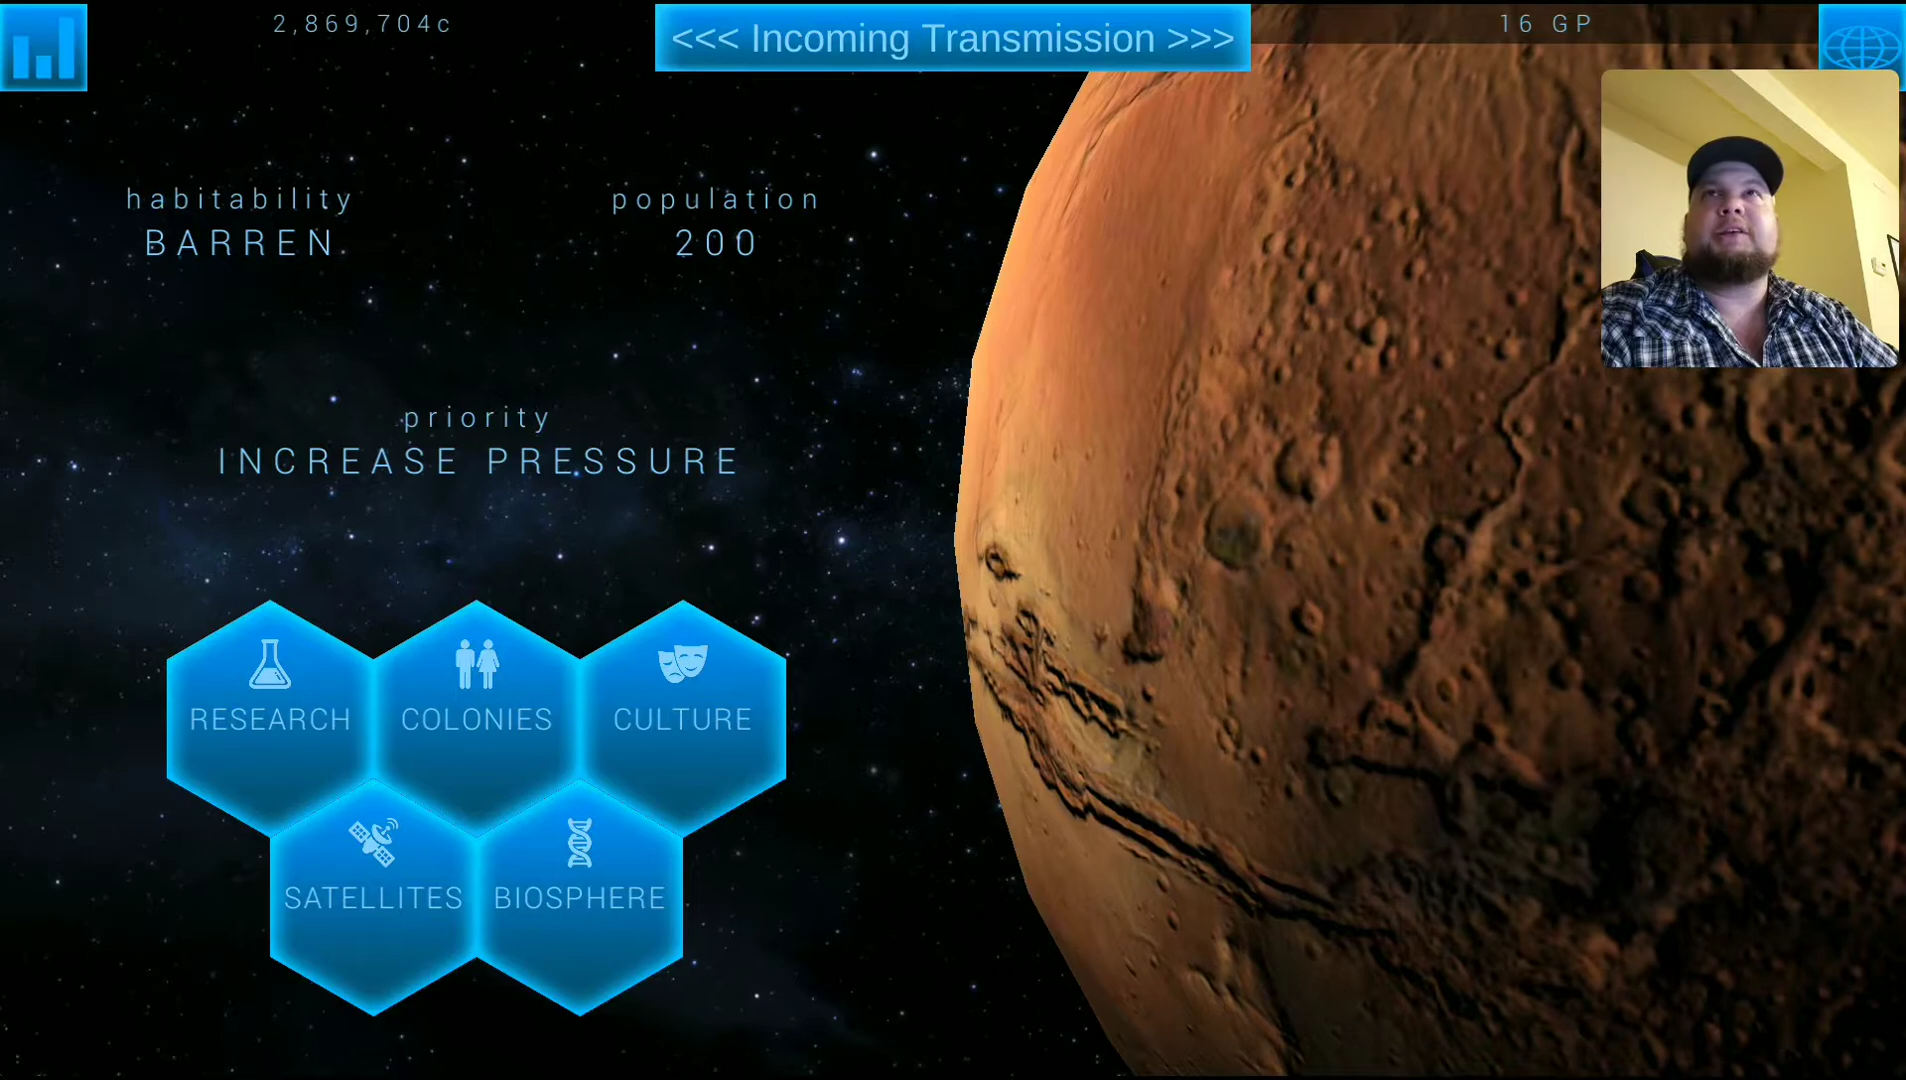 2,869,704c
<<< Incoming Transmission >>>
16 GP
habitability
BARREN
population
200
priority
INCREASE PRESSURE
RESEARCH
COLONIES
CULTURE
SATELLITES
BIOSPHERE